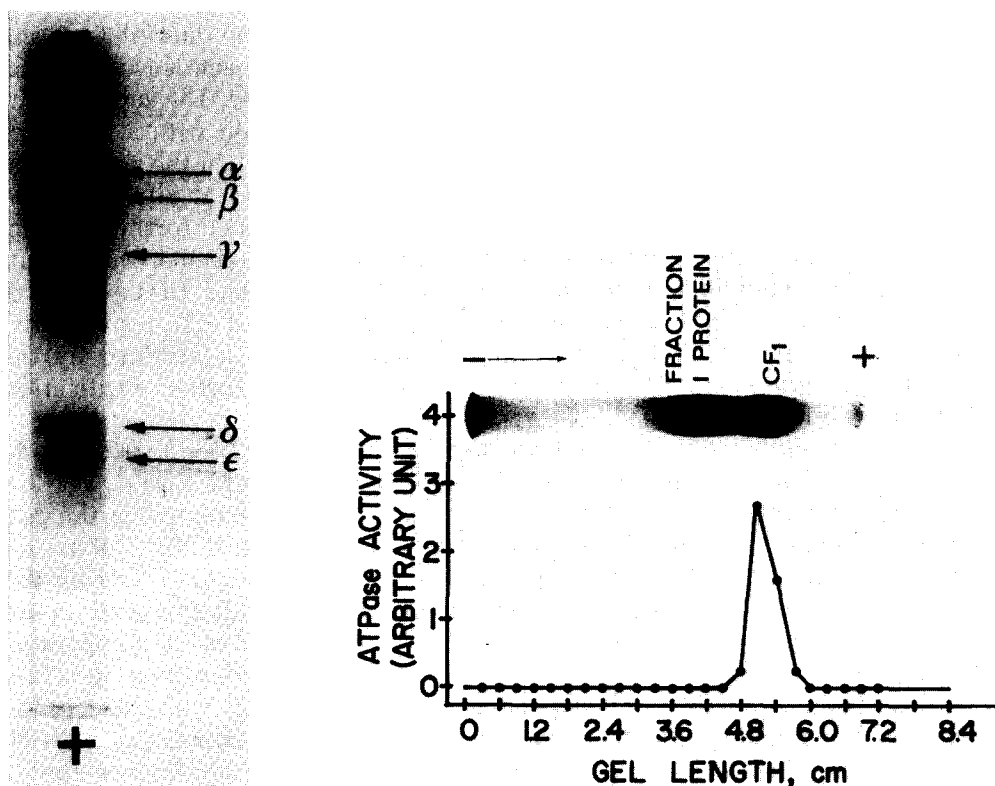 α
β
γ
δ
ϵ
+
FRACTION
I PROTEIN
CF₁
− +
ATPase ACTIVITY
(ARBITRARY UNIT)
4
3
2
1
0
0 1.2 2.4 3.6 4.8 6.0 7.2 8.4
GEL LENGTH, cm